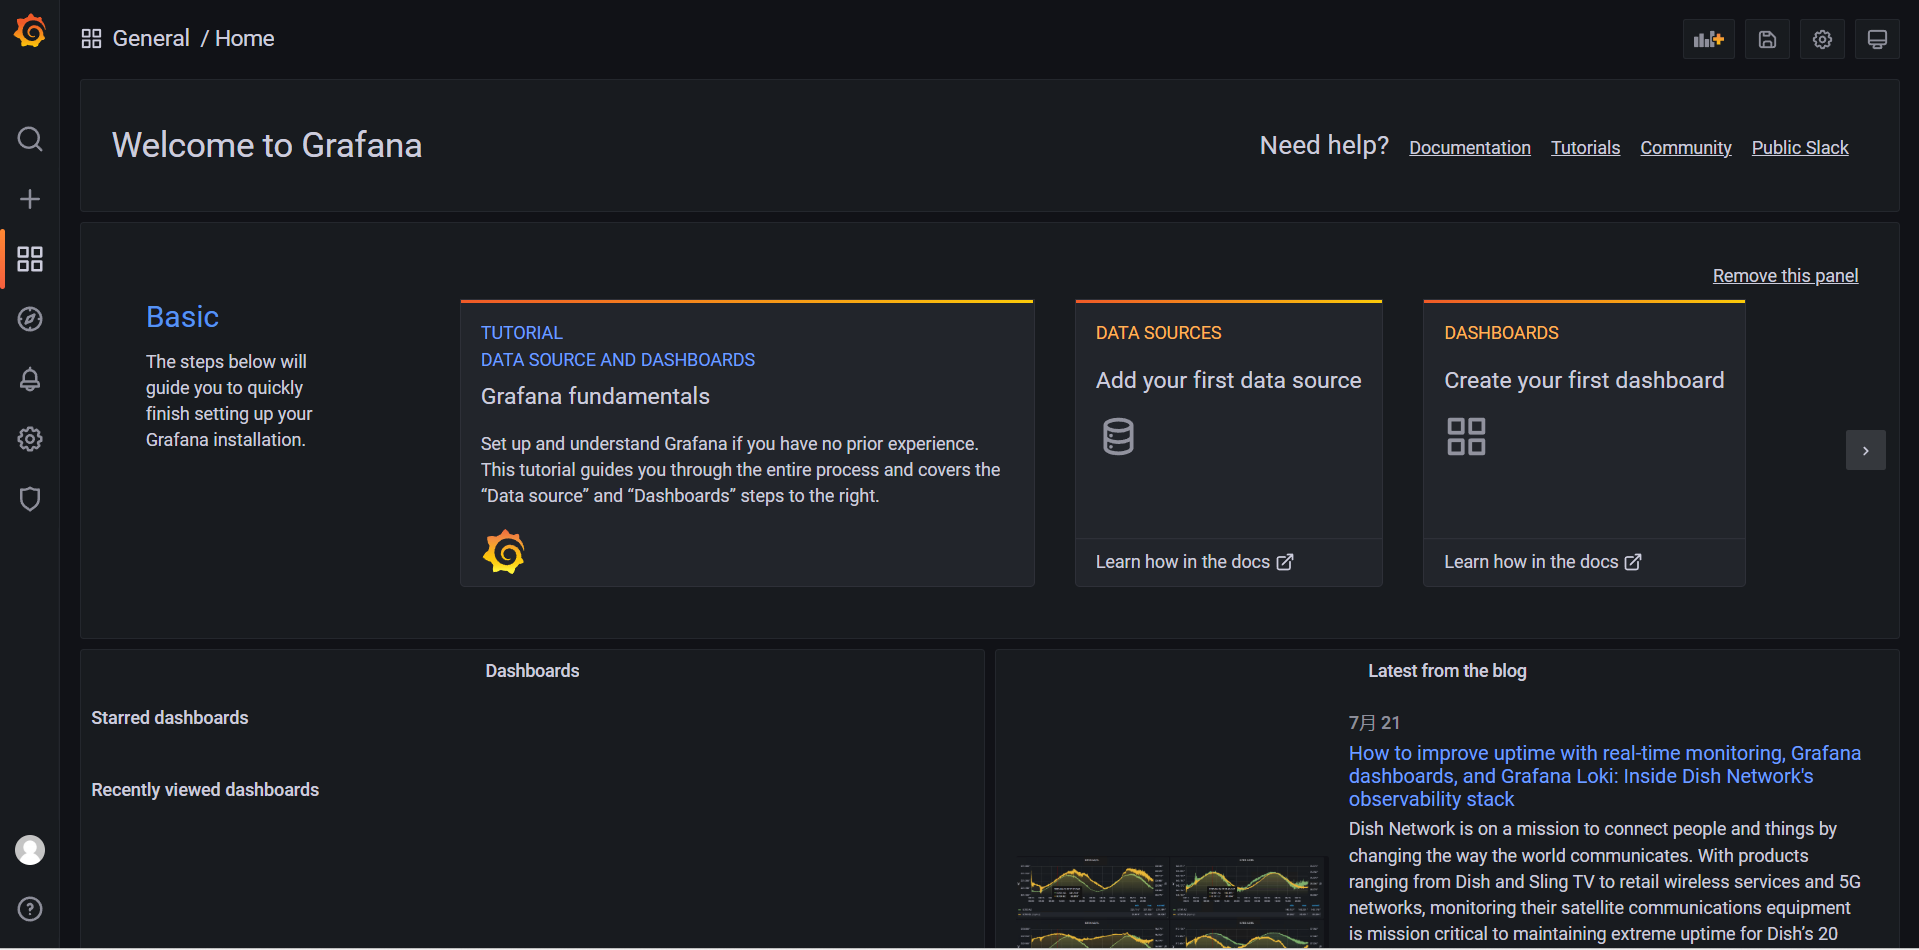 General / Home
Welcome to Grafana
Need help? Documentation Tutorials Community Public Slack
Remove this panel
Basic
The steps below will
guide you to quickly
finish setting up your
Grafana installation.
TUTORIAL
DATA SOURCE AND DASHBOARDS
Grafana fundamentals
Set up and understand Grafana if you have no prior experience.
This tutorial guides you through the entire process and covers the
“Data source” and “Dashboards” steps to the right.
DATA SOURCES
Add your first data source
Learn how in the docs
DASHBOARDS
Create your first dashboard
Learn how in the docs
Dashboards
Starred dashboards
Recently viewed dashboards
Latest from the blog
7月 21
How to improve uptime with real-time monitoring, Grafana
dashboards, and Grafana Loki: Inside Dish Network's
observability stack
Dish Network is on a mission to connect people and things by
changing the way the world communicates. With products
ranging from Dish and Sling TV to retail wireless services and 5G
networks, monitoring their satellite communications equipment
is mission critical to maintaining extreme uptime for Dish’s 20